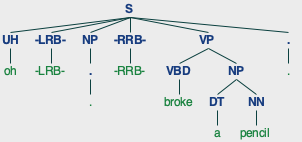 S
UH -LRB- NP -RRB- VP .
oh -LRB- . -RRB- VBD NP .
. broke DT NN
a pencil